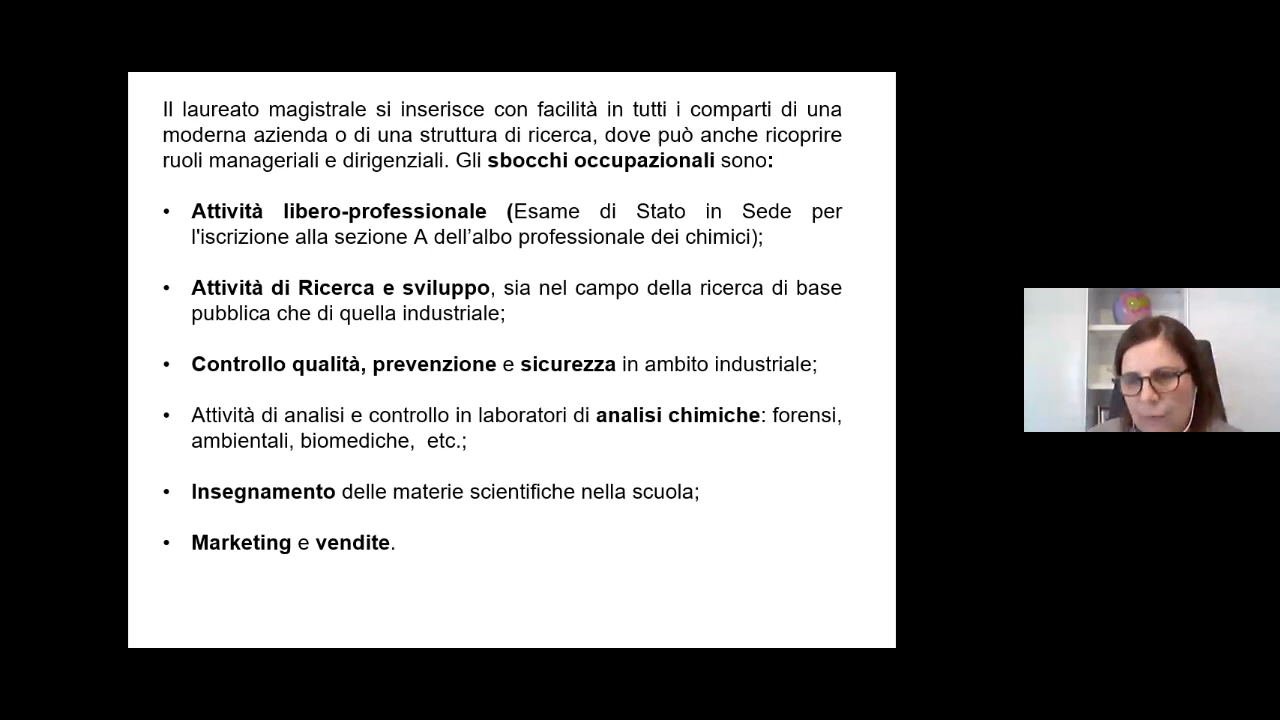 Il laureato magistrale si inserisce con facilità in tutti i comparti di una
moderna azienda o di una struttura di ricerca, dove può anche ricoprire
ruoli manageriali e dirigenziali. Gli sbocchi occupazionali sono:
• Attività libero-professionale (Esame di Stato in Sede per
l'iscrizione alla sezione A dell’albo professionale dei chimici);
• Attività di Ricerca e sviluppo, sia nel campo della ricerca di base
pubblica che di quella industriale;
• Controllo qualità, prevenzione e sicurezza in ambito industriale;
• Attività di analisi e controllo in laboratori di analisi chimiche: forensi,
ambientali, biomediche,  etc.;
• Insegnamento delle materie scientifiche nella scuola;
• Marketing e vendite.